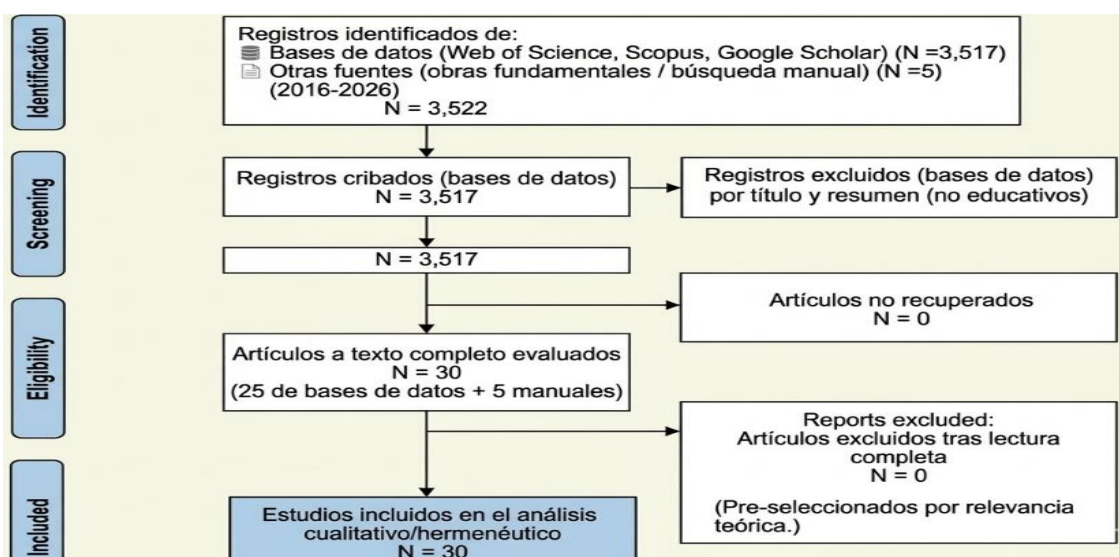 Identification
Registros identificados de:
Bases de datos (Web of Science, Scopus, Google Scholar) (N =3,517)
Otras fuentes (obras fundamentales / búsqueda manual) (N =5)
(2016-2026)
N = 3,522
Screening
Registros cribados (bases de datos)
N = 3,517
Registros excluidos (bases de datos)
por título y resumen (no educativos)
N = 3,517
Artículos no recuperados
N = 0
Eligibility
Artículos a texto completo evaluados
N = 30
(25 de bases de datos + 5 manuales)
Reports excluded:
Artículos excluidos tras lectura
completa
N = 0
(Pre-seleccionados por relevancia
teórica.)
Included
Estudios incluidos en el análisis
cualitativo/hermenéutico
N = 30